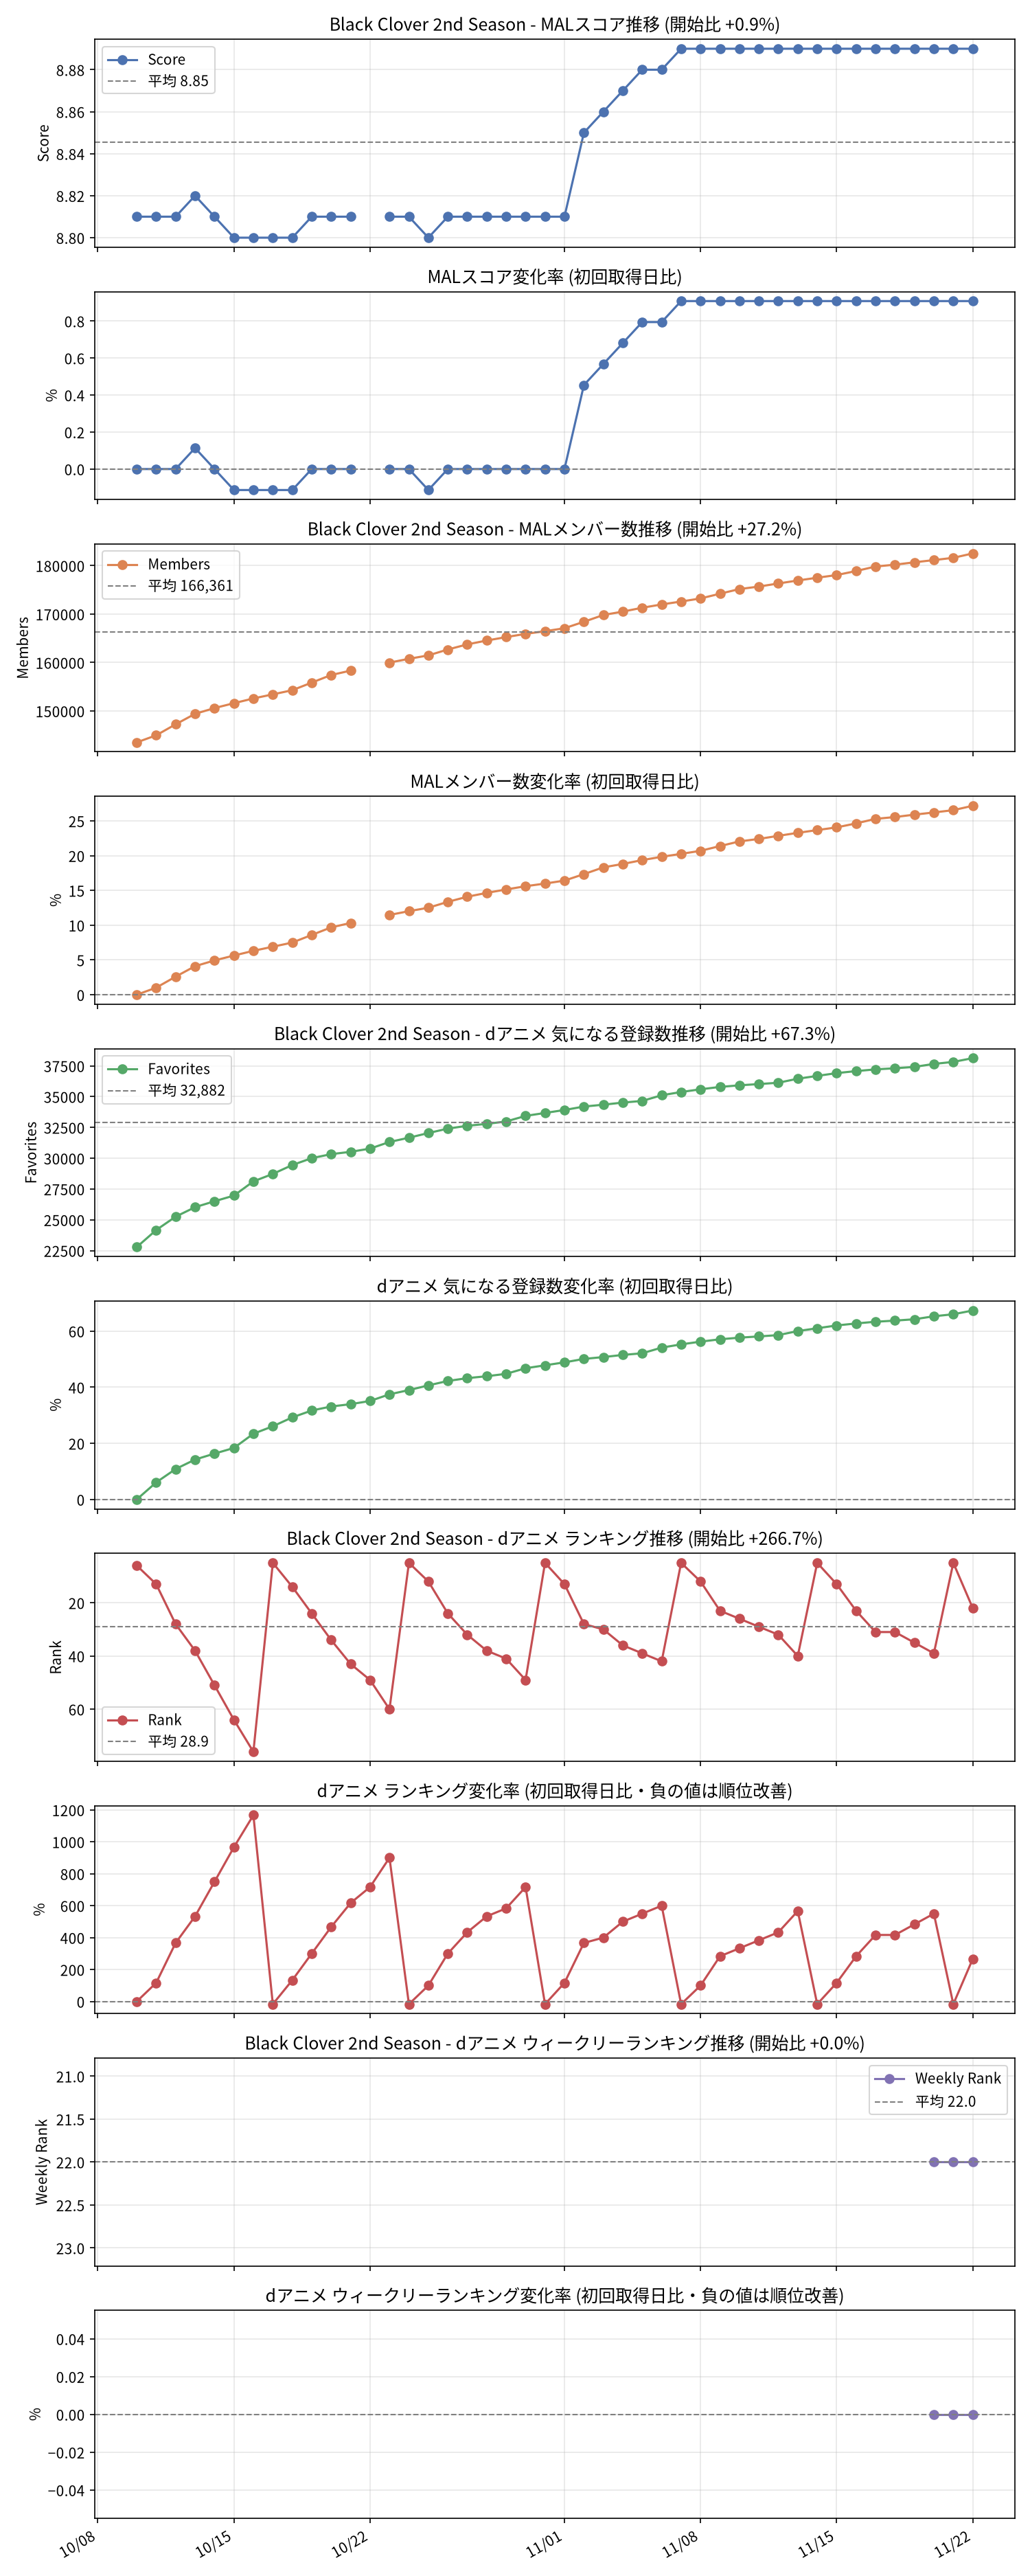 Black Clover 2nd Season - MALスコア推移 (開始比 +0.9%)
Score
平均 8.85
Score
8.88
8.86
8.84
8.82
8.80
MALスコア変化率 (初回取得日比)
%
0.8
0.6
0.4
0.2
0.0
Black Clover 2nd Season - MALメンバー数推移 (開始比 +27.2%)
Members
平均 166,361
Members
180000
170000
160000
150000
MALメンバー数変化率 (初回取得日比)
%
25
20
15
10
5
0
Black Clover 2nd Season - dアニメ 気になる登録数推移 (開始比 +67.3%)
Favorites
平均 32,882
Favorites
37500
35000
32500
30000
27500
25000
22500
dアニメ 気になる登録数変化率 (初回取得日比)
%
60
40
20
0
Black Clover 2nd Season - dアニメ ランキング推移 (開始比 +266.7%)
Rank
20
40
60
Rank
平均 28.9
dアニメ ランキング変化率 (初回取得日比・負の値は順位改善)
%
1200
1000
800
600
400
200
0
Black Clover 2nd Season - dアニメ ウィークリーランキング推移 (開始比 +0.0%)
Weekly Rank
平均 22.0
Weekly Rank
21.0
21.5
22.0
22.5
23.0
dアニメ ウィークリーランキング変化率 (初回取得日比・負の値は順位改善)
%
0.04
0.02
0.00
−0.02
−0.04
10/08
10/15
10/22
11/01
11/08
11/15
11/22